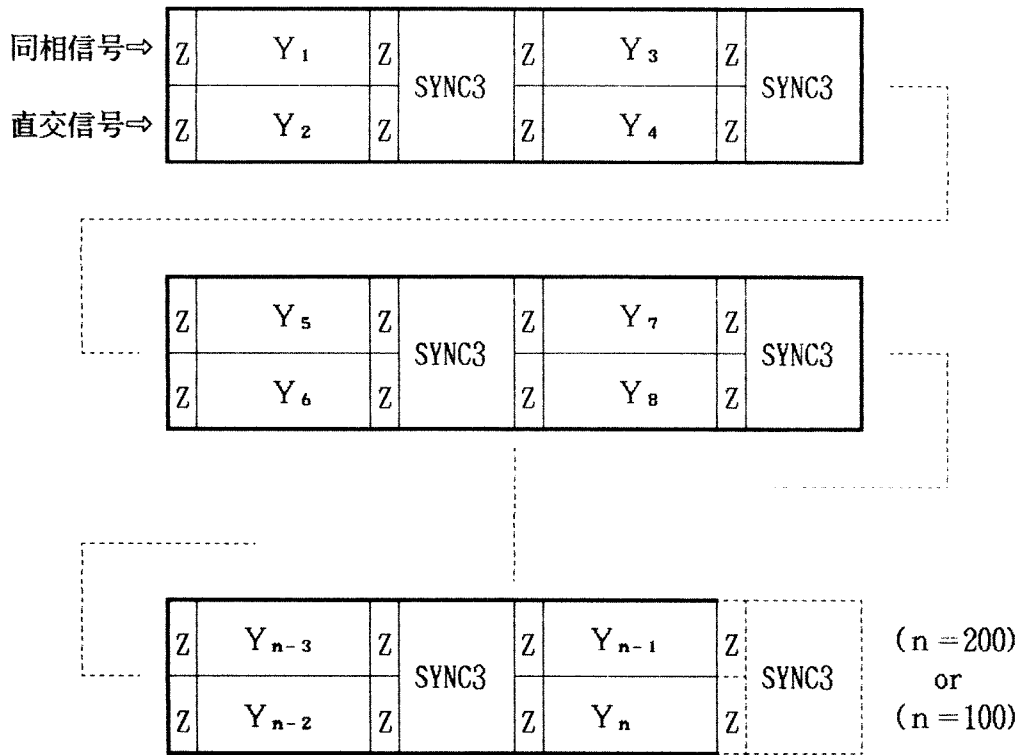 同相信号⇨ Z Y₁ Z SYNC3 Z Y₃ Z SYNC3
直交信号⇨ Z Y₂ Z Z Y₄ Z
Z Y₅ Z SYNC3 Z Y₇ Z SYNC3
Z Y₆ Z Z Y₈ Z
Z Yₙ₋₃ Z SYNC3 Z Yₙ₋₁ Z SYNC3 (n=200)
or
Z Yₙ₋₂ Z Z Yₙ Z (n=100)